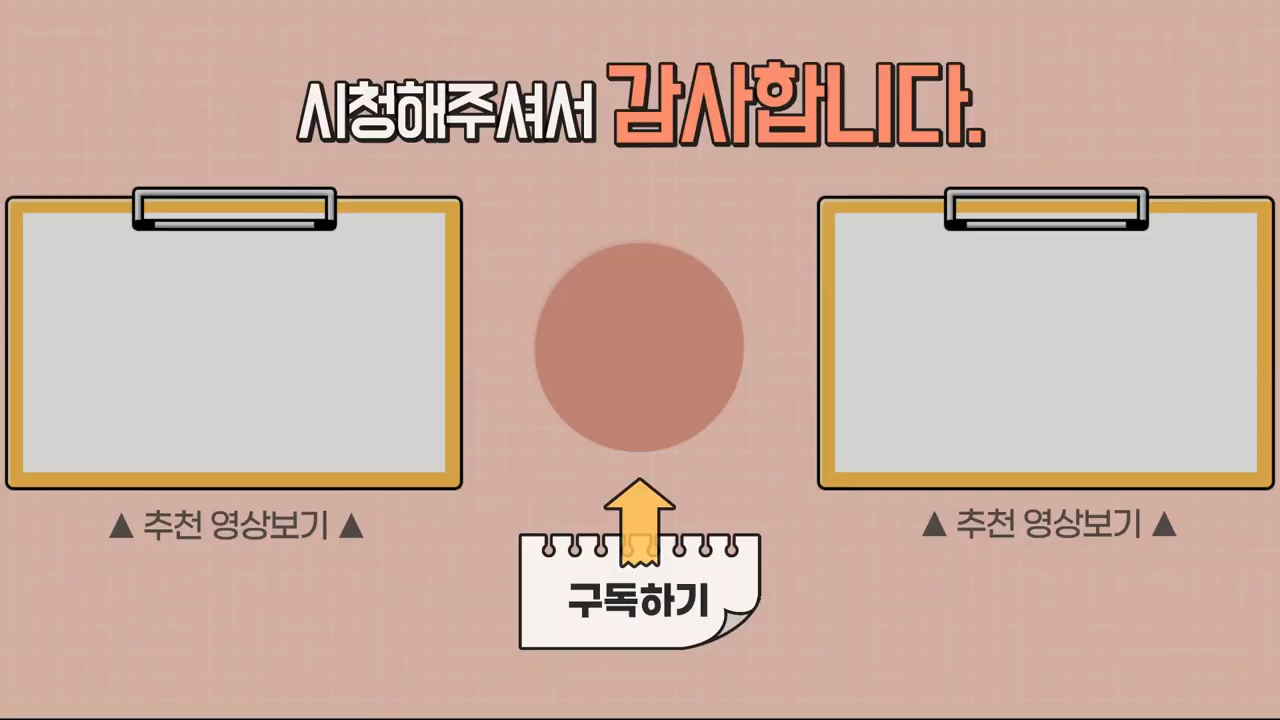 시청해주셔서 감사합니다.
▲ 추천 영상보기 ▲
▲ 추천 영상보기 ▲
구독하기